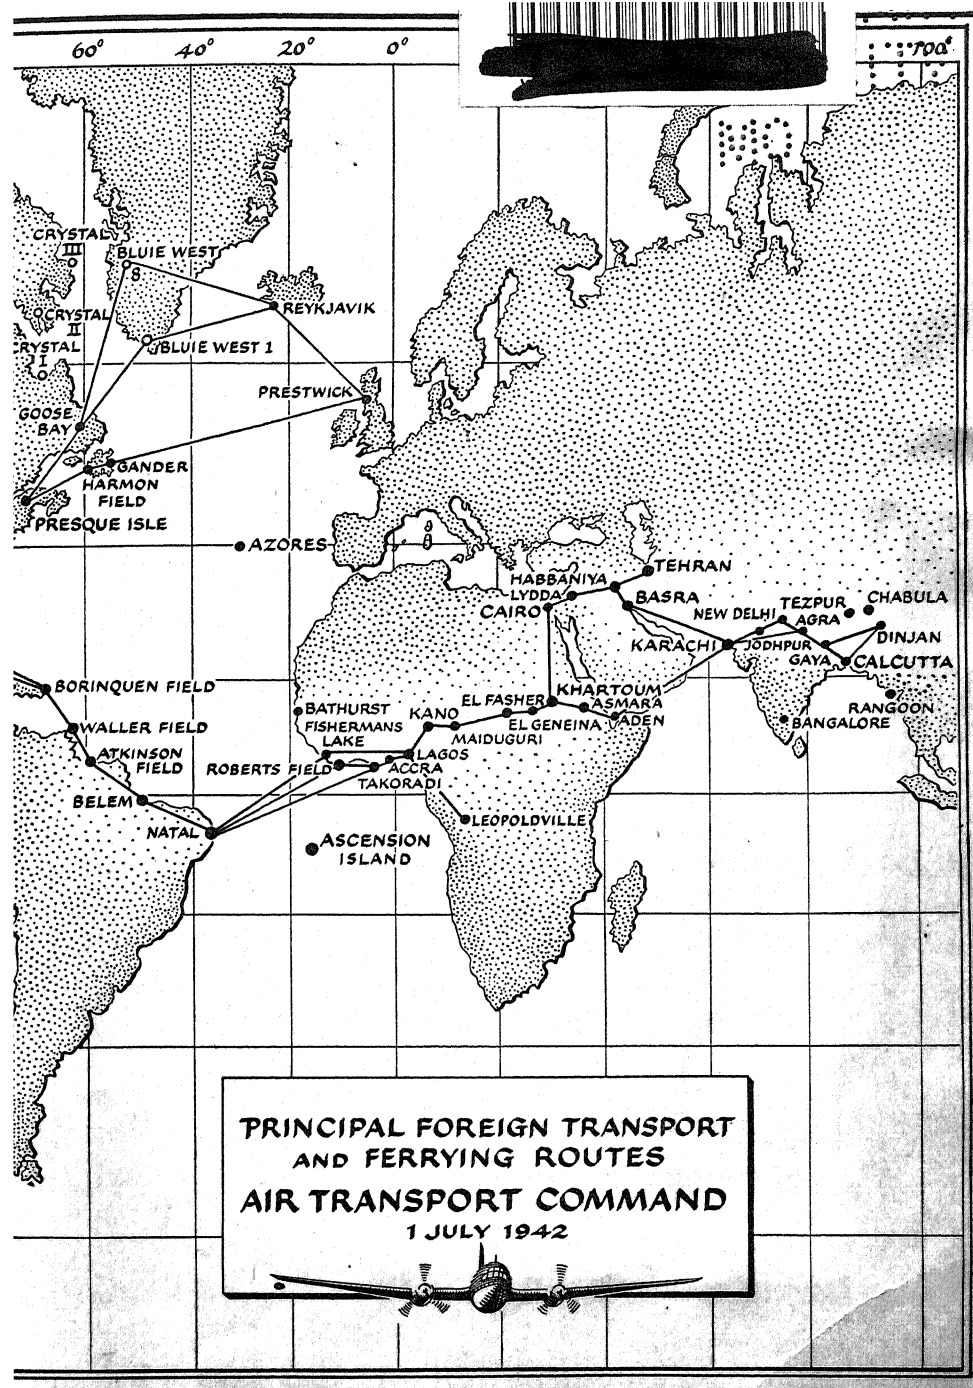 60° 40° 20° 0° 100°
MO
CRYSTAL
III
BLUIE WEST
8
CRYSTAL
II
REYKJAVIK
CRYSTAL
I
BLUIE WEST 1
PRESTWICK
GOOSE
BAY
GANDER
HARMON
FIELD
PRESQUE ISLE
AZORES
TEHRAN
HABBANIYA
LYDDA
BASRA
CAIRO
CHABULA
TEZPUR
NEW DELHI
AGRA
DINJAN
KARACHI
JODHPUR
GAYA
CALCUTTA
BORINQUEN FIELD
KHARTOUM
EL FASHER
ASMARA
RANGOON
BATHURST
KANO
EL GENEINA
ADEN
BANGALORE
WALLER FIELD
FISHERMANS
LAKE
MAIDUGURI
ATKINSON
FIELD
LAGOS
ROBERTS FIELD
ACCRA
TAKORADI
BELEM
LEOPOLDVILLE
NATAL
ASCENSION
ISLAND
PRINCIPAL FOREIGN TRANSPORT
AND FERRYING ROUTES
AIR TRANSPORT COMMAND
1 JULY 1942